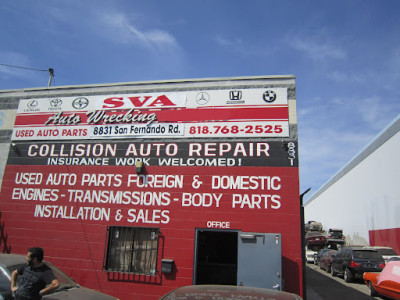 SVA
Auto Wrecking
USED AUTO PARTS 8831 San Fernando Rd. 818.768-2525
COLLISION AUTO REPAIR
INSURANCE WORK WELCOMED!
8831
USED AUTO PARTS FOREIGN & DOMESTIC
ENGINES-TRANSMISSIONS-BODY PARTS
INSTALLATION & SALES
OFFICE